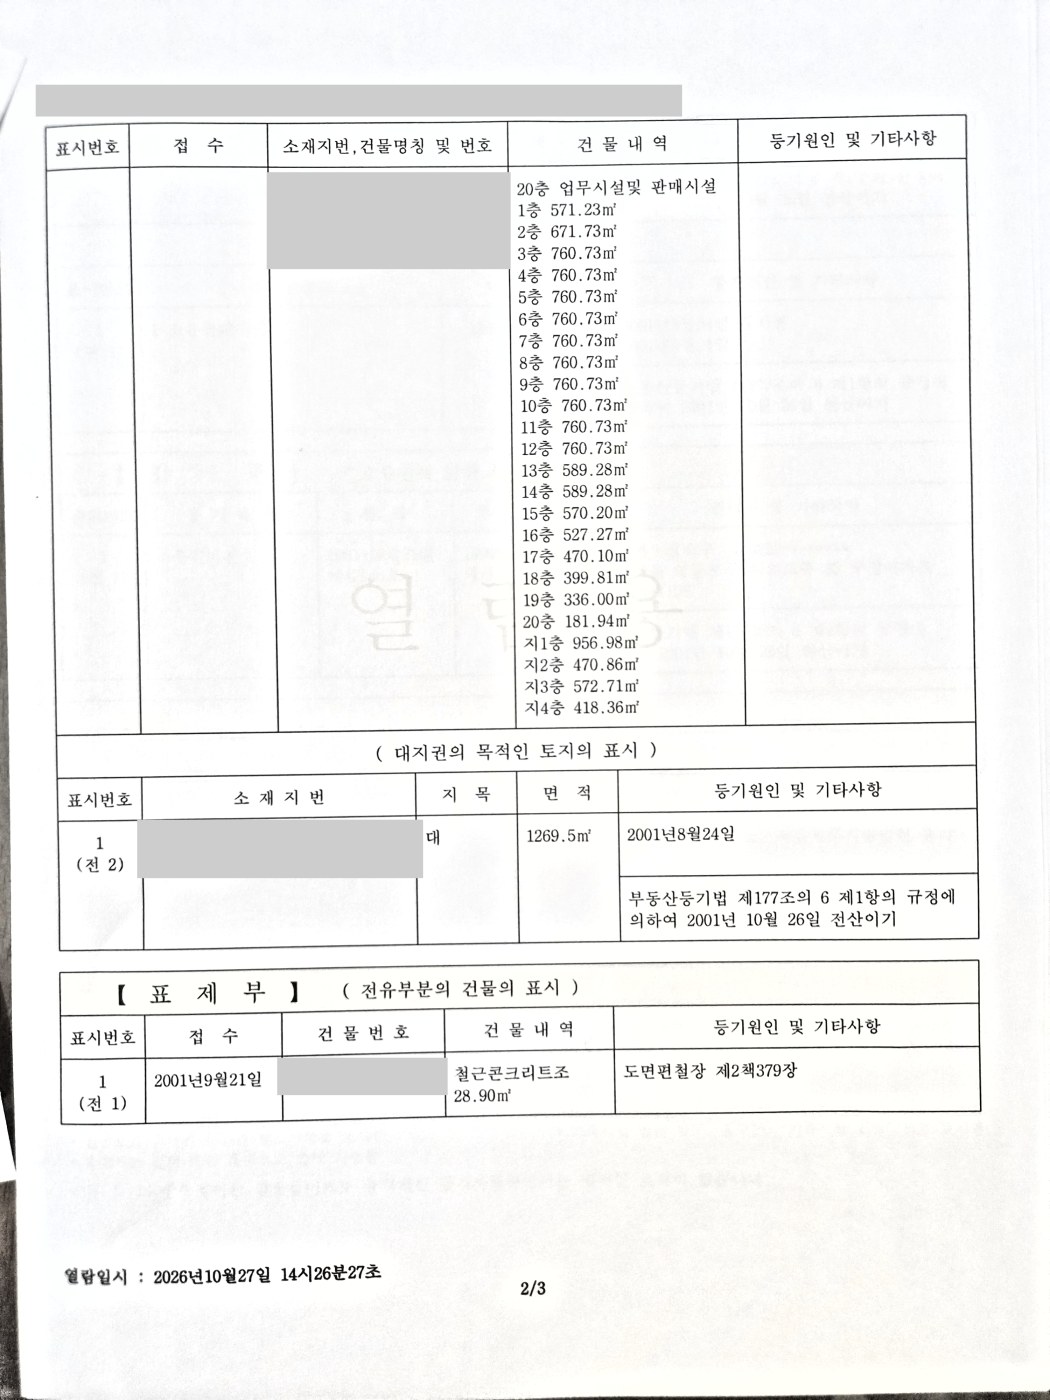 표시번호 접 수 소재지번,건물명칭 및 번호 건 물 내 역 등기원인 및 기타사항
20층 업무시설및 판매시설
1층 571.23㎡
2층 671.73㎡
3층 760.73㎡
4층 760.73㎡
5층 760.73㎡
6층 760.73㎡
7층 760.73㎡
8층 760.73㎡
9층 760.73㎡
10층 760.73㎡
11층 760.73㎡
12층 760.73㎡
13층 589.28㎡
14층 589.28㎡
15층 570.20㎡
16층 527.27㎡
17층 470.10㎡
18층 399.81㎡
19층 336.00㎡
20층 181.94㎡
지1층 956.98㎡
지2층 470.86㎡
지3층 572.71㎡
지4층 418.36㎡
열
( 대지권의 목적인 토지의 표시 )
표시번호 소 재 지 번 지 목 면 적 등기원인 및 기타사항
1 대 1269.5㎡ 2001년8월24일
(전 2)
부동산등기법 제177조의 6 제1항의 규정에
의하여 2001년 10월 26일 전산이기
【 표 제 부 】 ( 전유부분의 건물의 표시 )
표시번호 접 수 건 물 번 호 건 물 내 역 등기원인 및 기타사항
1 2001년9월21일 철근콘크리트조 도면편철장 제2책379장
(전 1) 28.90㎡
열람일시 : 2026년10월27일 14시26분27초
2/3